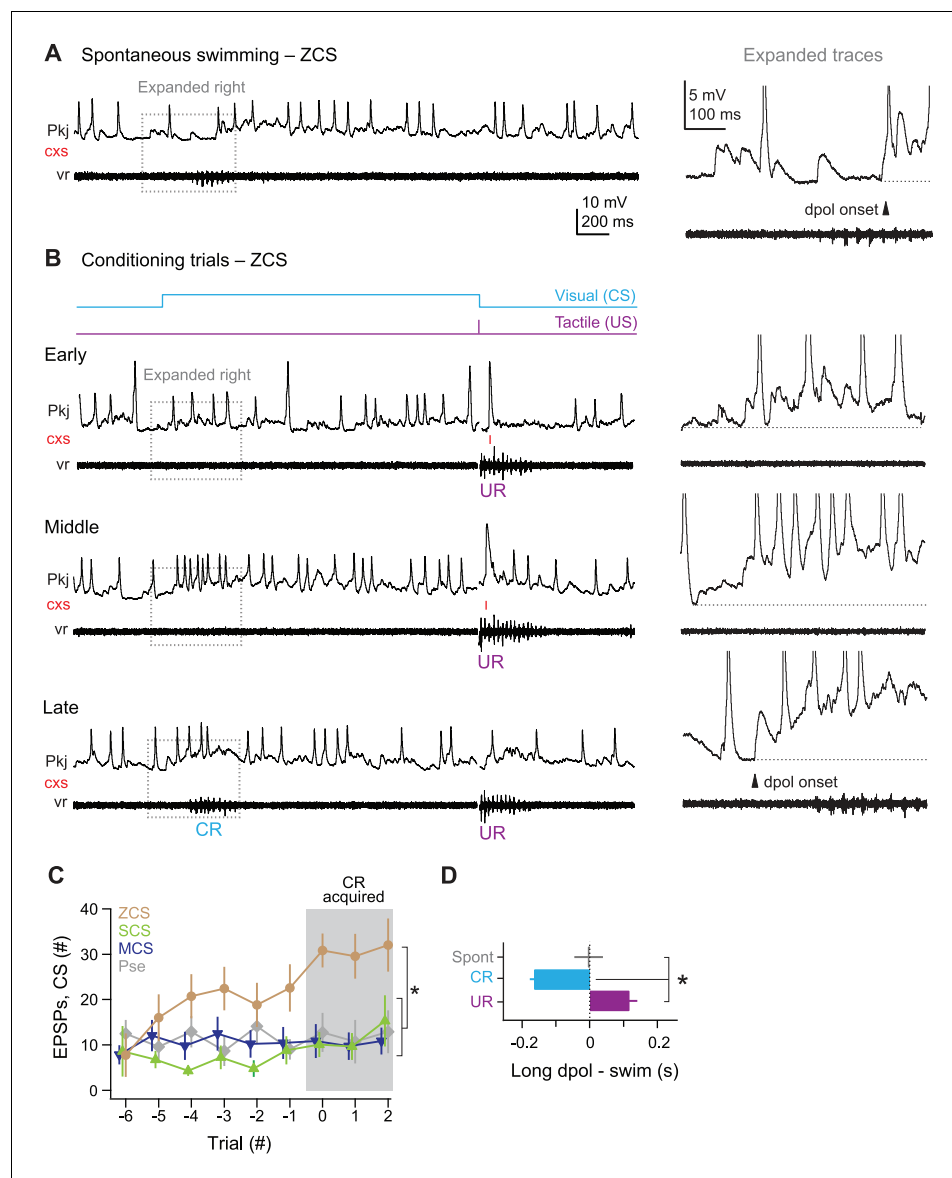 A Spontaneous swimming – ZCS
Expanded traces
Expanded right
Pkj
cxs
vr
10 mV
200 ms
5 mV
100 ms
dpol onset
B Conditioning trials – ZCS
Visual (CS)
Tactile (US)
Early
Expanded right
Pkj
cxs
vr
UR
Middle
Pkj
cxs
vr
UR
Late
Pkj
cxs
vr
CR
UR
dpol onset
C
CR
acquired
ZCS
SCS
MCS
Pse
*
EPSPs, CS (#)
40
30
20
10
0
-6 -5 -4 -3 -2 -1 0 1 2
Trial (#)
D
Spont
CR
UR
*
-0.2 0 0.2
Long dpol - swim (s)